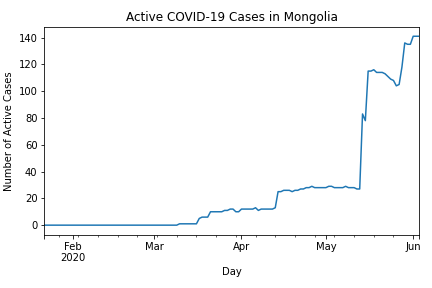 Active COVID-19 Cases in Mongolia
Number of Active Cases
140
120
100
80
60
40
20
0
Feb
2020
Mar
Apr
May
Jun
Day